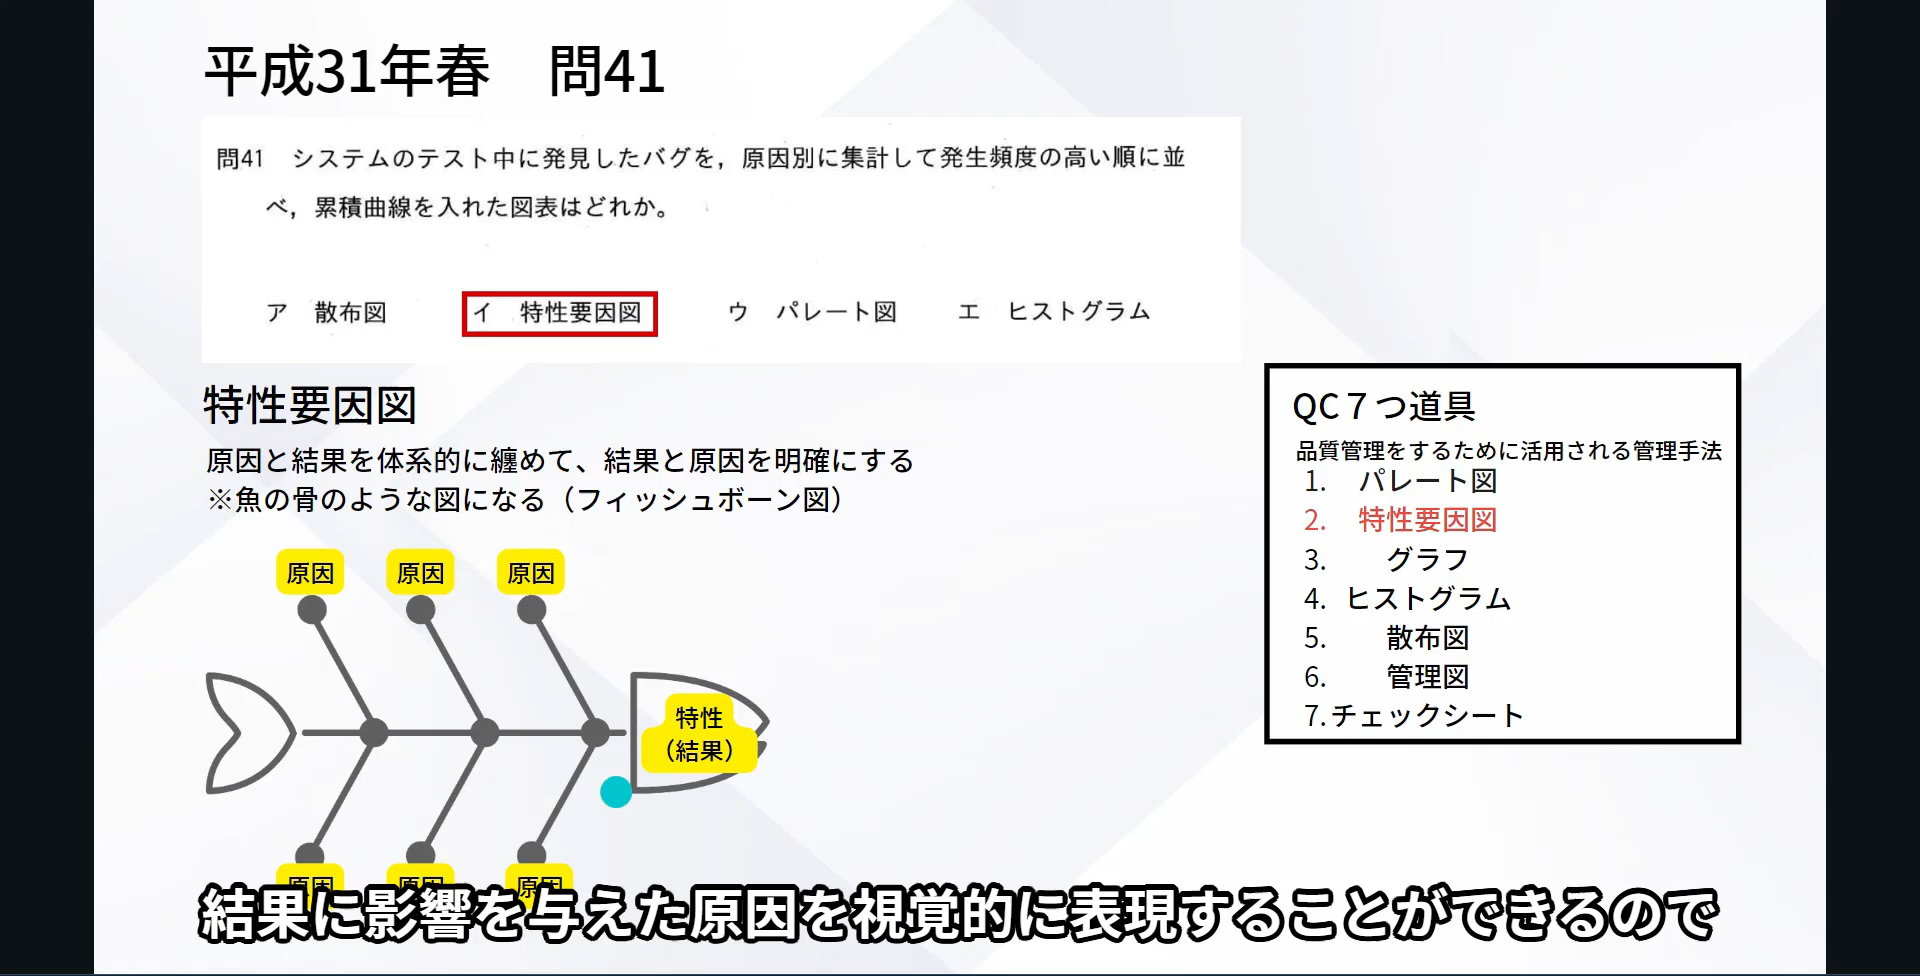 平成31年春　問41
問41　システムのテスト中に発見したバグを，原因別に集計して発生頻度の高い順に並
べ，累積曲線を入れた図表はどれか。
ア　散布図　イ　特性要因図　ウ　パレート図　エ　ヒストグラム
特性要因図
原因と結果を体系的に纏めて、結果と原因を明確にする
※魚の骨のような図になる（フィッシュボーン図）
原因　原因　原因
特性
（結果）
原因　原因　原因
QC７つ道具
品質管理をするために活用される管理手法
1. パレート図
2. 特性要因図
3. グラフ
4. ヒストグラム
5. 散布図
6. 管理図
7. チェックシート
結果に影響を与えた原因を視覚的に表現することができるので